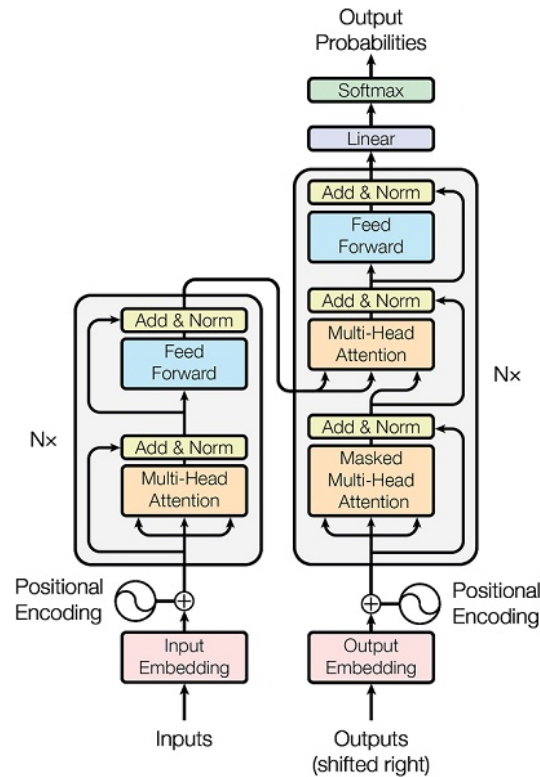 Output
Probabilities
Softmax
Linear
Add & Norm
Feed
Forward
Add & Norm
Multi-Head
Attention
Add & Norm
Masked
Multi-Head
Attention
Nx
Add & Norm
Feed
Forward
Add & Norm
Multi-Head
Attention
Nx
Positional
Encoding
Positional
Encoding
Input
Embedding
Output
Embedding
Inputs
Outputs
(shifted right)